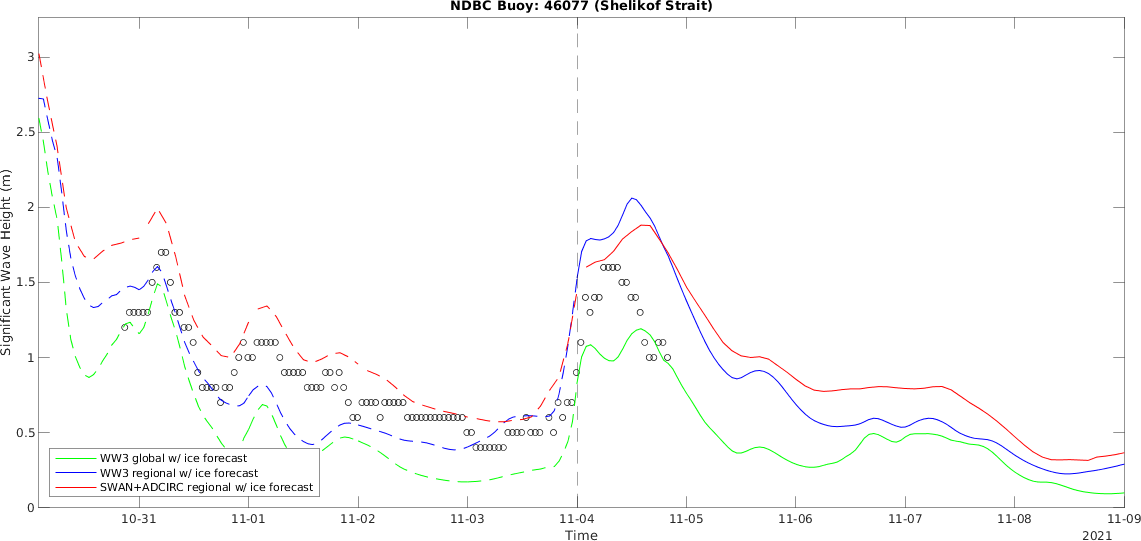 NDBC Buoy: 46077 (Shelikof Strait)
Significant Wave Height (m)
3
2.5
2
1.5
1
0.5
0
WW3 global w/ ice forecast
WW3 regional w/ ice forecast
SWAN+ADCIRC regional w/ ice forecast
10-31 11-01 11-02 11-03 11-04 11-05 11-06 11-07 11-08 11-09
Time
2021